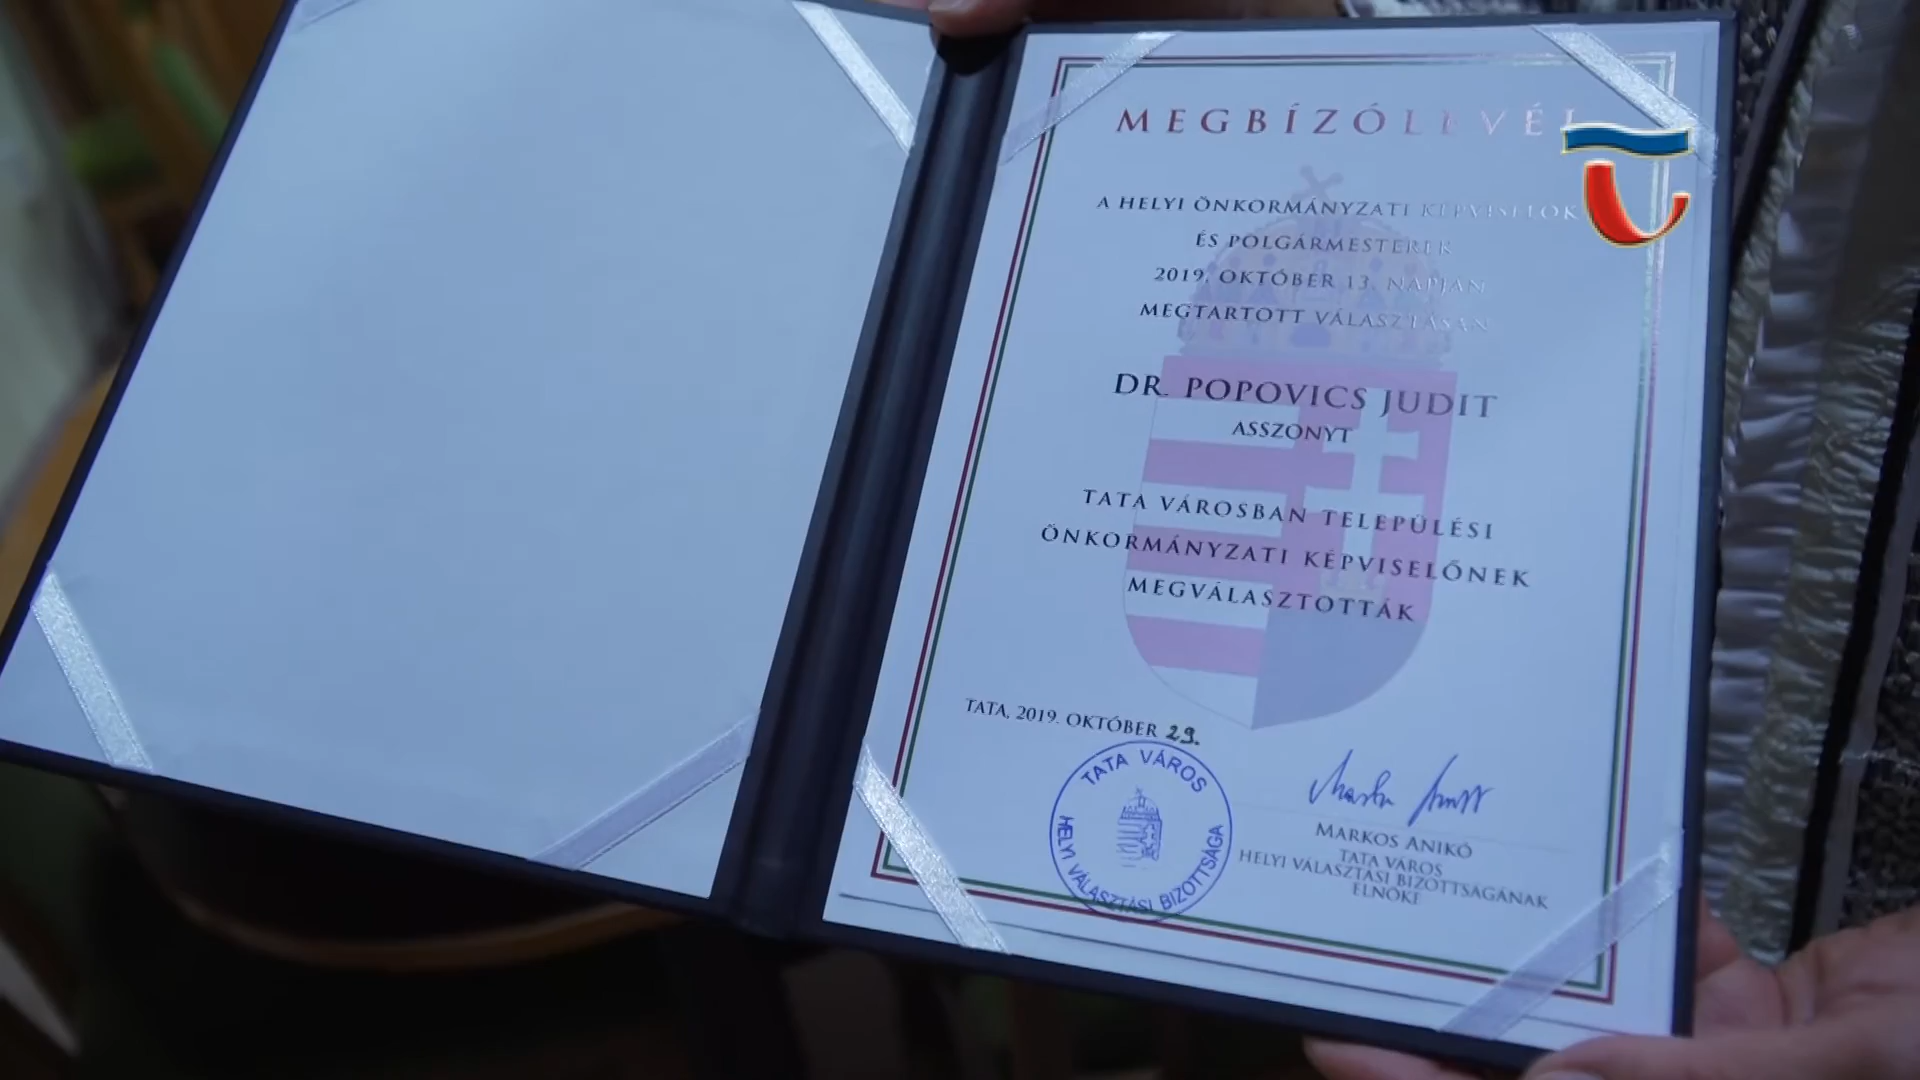 MEGBÍZÓLEVÉL
A HELYI ÖNKORMÁNYZATI KÉPVISELŐK
ÉS POLGÁRMESTEREK
2019. OKTÓBER 13. NAPJÁN
MEGTARTOTT VÁLASZTÁSÁN
DR. POPOVICS JUDIT
ASSZONYT
TATA VÁROSBAN TELEPÜLÉSI
ÖNKORMÁNYZATI KÉPVISELŐNEK
MEGVÁLASZTOTTÁK
TATA, 2019. OKTÓBER 29.
TATA VÁROS
HELYI VÁLASZTÁSI BIZOTTSÁGA
MARKOS ANIKÓ
TATA VÁROS
HELYI VÁLASZTÁSI BIZOTTSÁGÁNAK
ELNÖKE